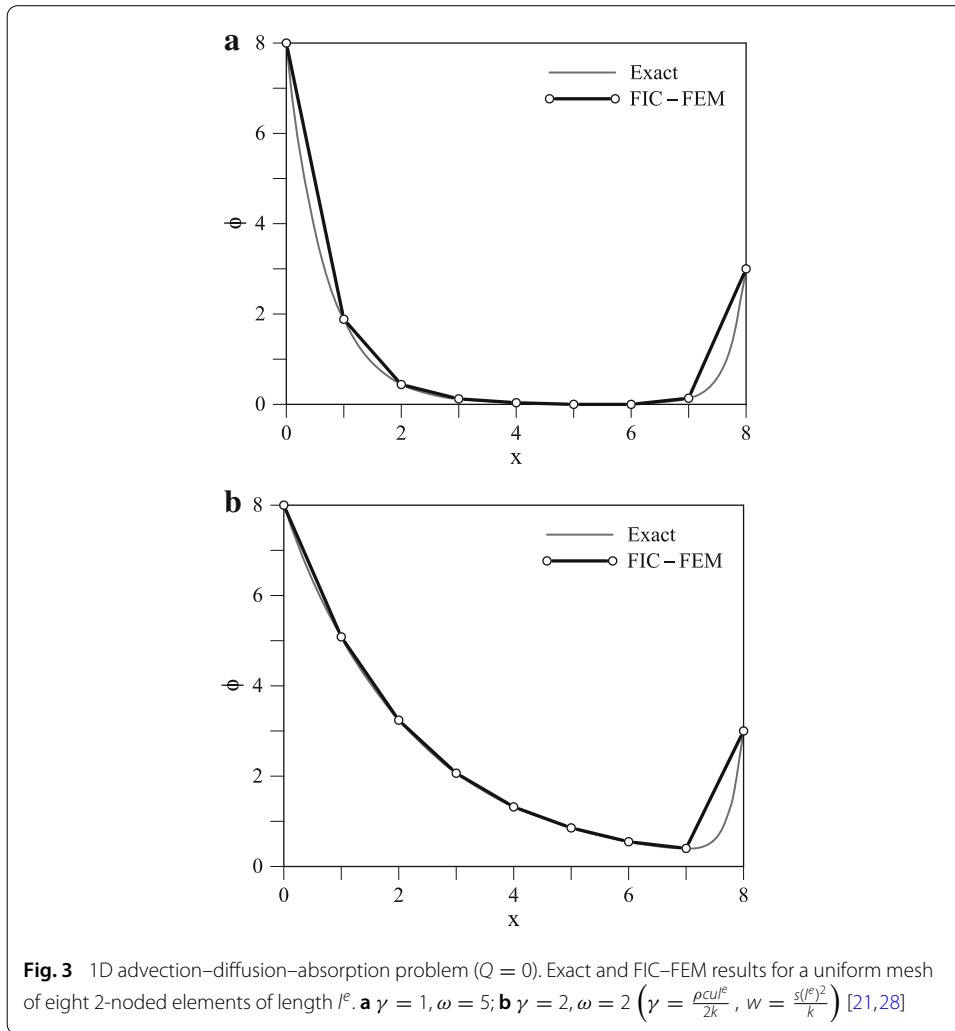 a
8
6
4
2
0
ϕ
Exact
FIC – FEM
0 2 4 6 8
x
b
8
6
4
2
0
ϕ
Exact
FIC – FEM
0 2 4 6 8
x
Fig. 3 1D advection–diffusion–absorption problem (Q = 0). Exact and FIC–FEM results for a uniform mesh
of eight 2-noded elements of length lᵉ. a γ = 1, ω = 5; b γ = 2, ω = 2 (γ = ρculᵉ/2k , w = s(lᵉ)²/k) [21,28]